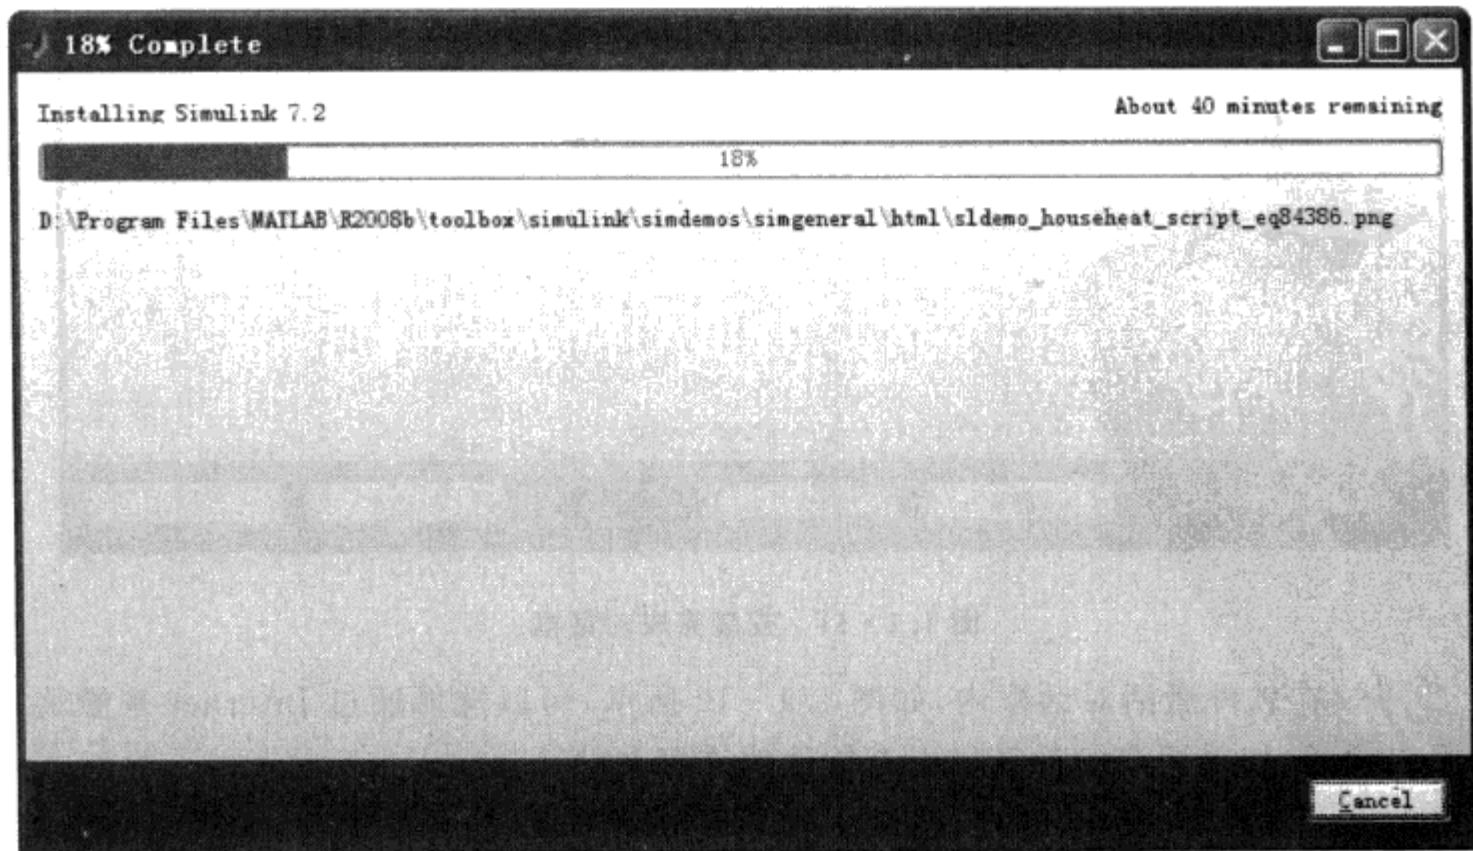 18% Complete
Installing Simulink 7.2
About 40 minutes remaining
18%
D:\Program Files\MATLAB\R2008b\toolbox\simulink\simdemos\simgeneral\html\sldemo_househeat_script_eq84386.png
Cancel